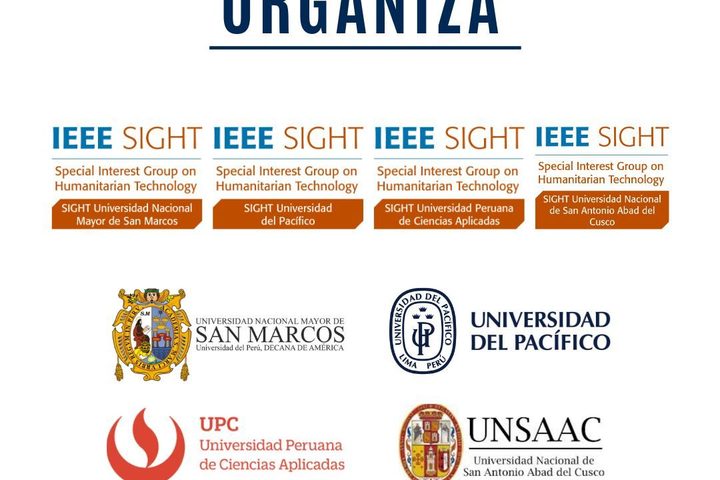 ORGANIZA
IEEE SIGHT
Special Interest Group on
Humanitarian Technology
SIGHT Universidad Nacional
Mayor de San Marcos
IEEE SIGHT
Special Interest Group on
Humanitarian Technology
SIGHT Universidad
del Pacífico
IEEE SIGHT
Special Interest Group on
Humanitarian Technology
SIGHT Universidad Peruana
de Ciencias Aplicadas
IEEE SIGHT
Special Interest Group on
Humanitarian Technology
SIGHT Universidad Nacional
de San Antonio Abad del
Cusco
UNIVERSIDAD NACIONAL MAYOR DE
SAN MARCOS
Universidad del Perú, DECANA DE AMÉRICA
UNIVERSIDAD DEL PACÍFICO
LIMA PERÚ
UP
UNIVERSIDAD
DEL PACÍFICO
UPC
Universidad Peruana
de Ciencias Aplicadas
UNSAAC
Universidad Nacional de
San Antonio Abad del Cusco